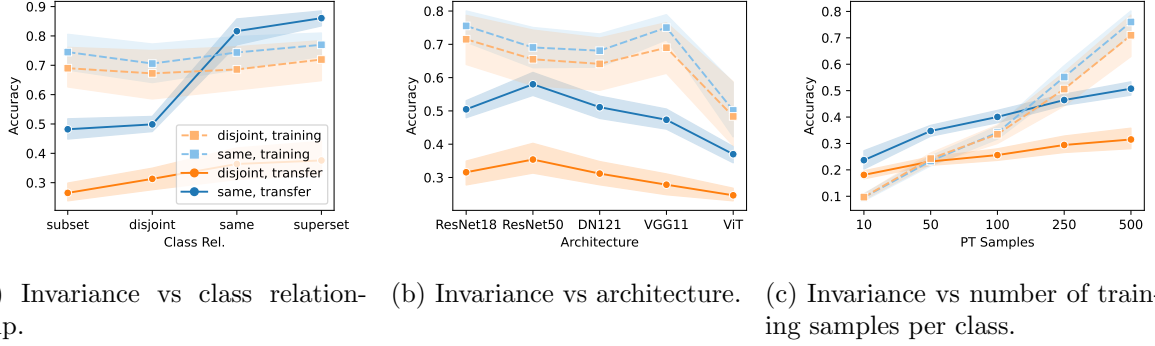 0.9
0.8
0.7
0.6
0.5
0.4
0.3
Accuracy
subset disjoint same superset
Class Rel.
disjoint, training
same, training
disjoint, transfer
same, transfer
0.8
0.7
0.6
0.5
0.4
0.3
Accuracy
ResNet18 ResNet50 DN121 VGG11 ViT
Architecture
0.8
0.7
0.6
0.5
0.4
0.3
0.2
0.1
Accuracy
10 50 100 250 500
PT Samples
) Invariance vs class relation-
ip.
(b) Invariance vs architecture.
(c) Invariance vs number of train-
ing samples per class.